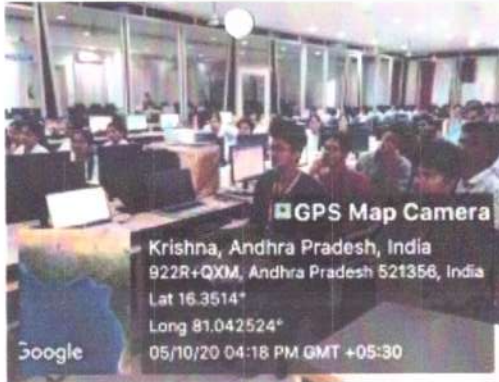 GPS Map Camera
Krishna, Andhra Pradesh, India
922R+QXM, Andhra Pradesh 521356, India
Lat 16.3514°
Long 81.042524°
05/10/20 04:18 PM GMT +05:30
Google